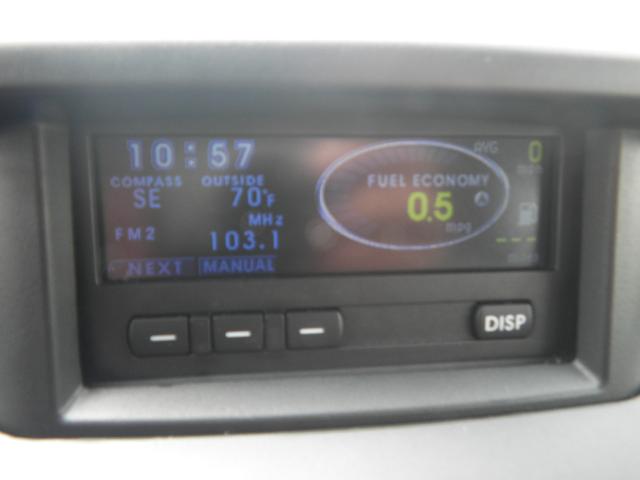 10:57
AVG 0
mph
COMPASS OUTSIDE
SE 70°F
FUEL ECONOMY
0.5
mpg
MHz
FM2 103.1
---
NEXT MANUAL
DISP